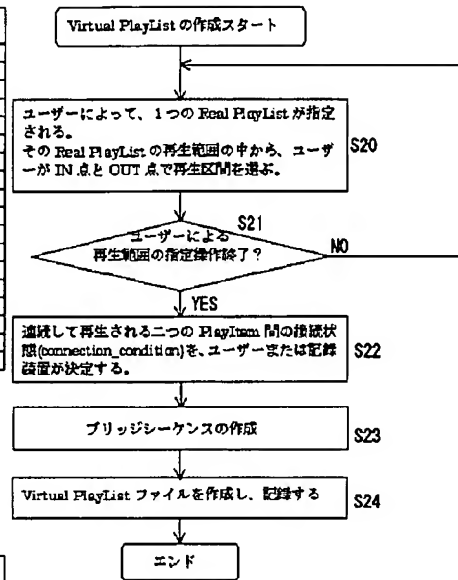 Virtual PlayList の作成スタート
ユーザーによって、1つの Real PlayList が指定
される。
その Real PlayList の再生範囲の中から、ユーザ
ーが IN 点と OUT 点で再生区間を選ぶ。
S20
S21
ユーザーによる
再生範囲の指定操作終了?
NO
YES
連続して再生される二つの PlayItem 間の接続状
態(connection_condition)を、ユーザーまたは記録
装置が決定する。
S22
ブリッジシーケンスの作成
S23
Virtual PlayList ファイルを作成し、記録する
S24
エンド